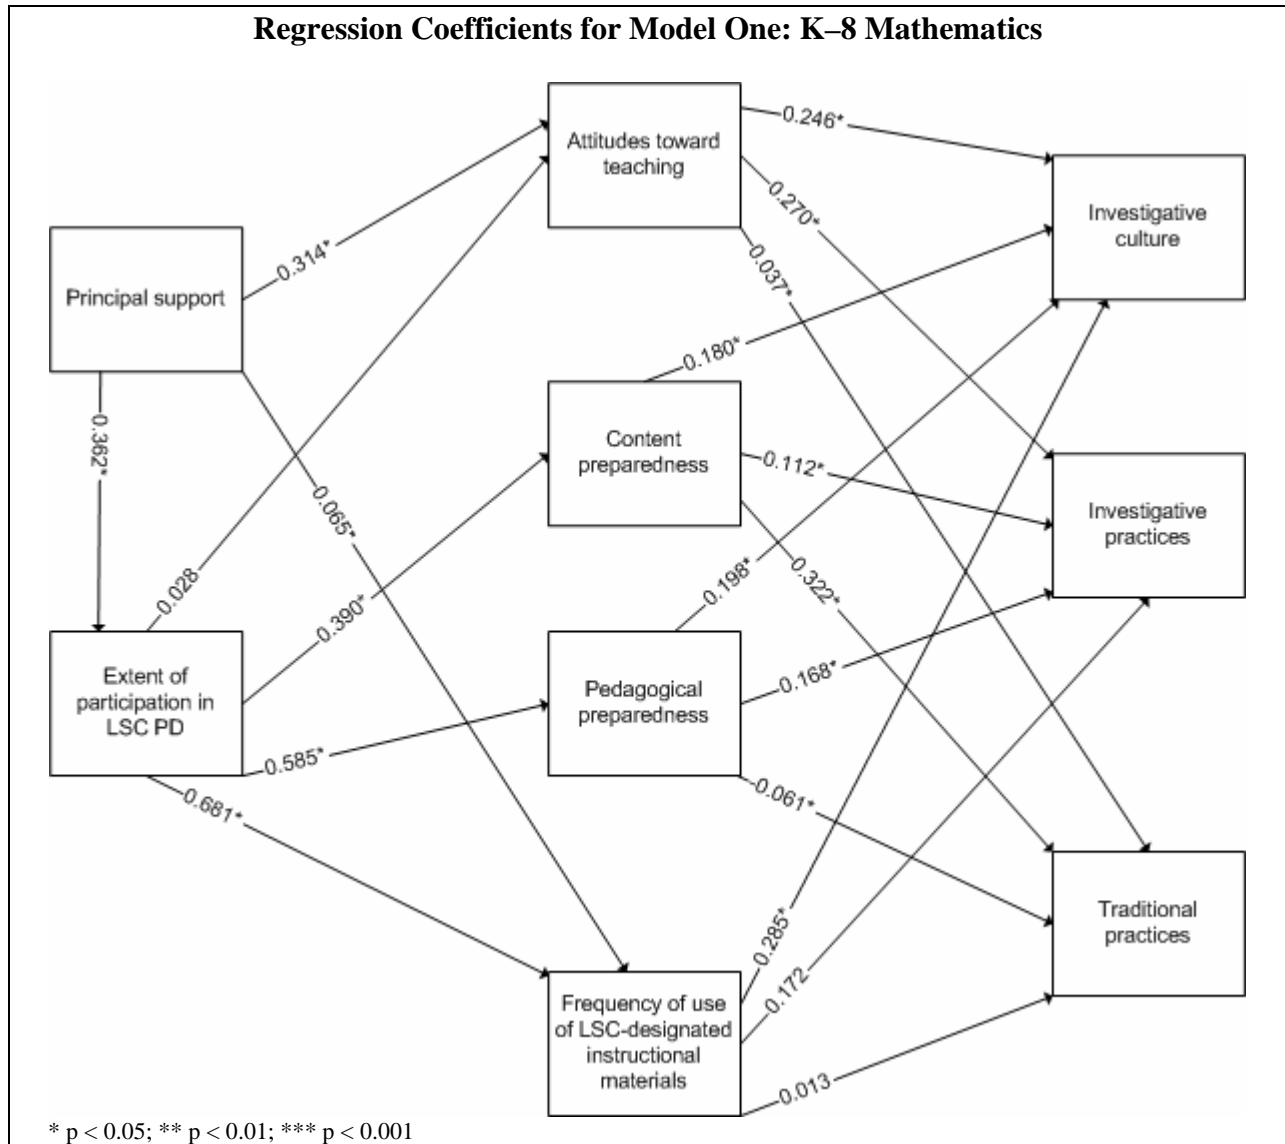 Regression Coefficients for Model One: K–8 Mathematics
Attitudes toward
teaching
0.246*
Investigative
culture
0.270*
0.314*
0.037*
Principal support
0.180*
Content
preparedness
0.112*
0.362*
0.065*
Investigative
practices
0.322*
0.198*
0.028
0.390*
Extent of
participation in
LSC PD
Pedagogical
preparedness
0.168*
0.585*
-0.061*
0.681*
Traditional
practices
0.285*
0.172
Frequency of use
of LSC-designated
instructional
materials
0.013
* p < 0.05; ** p < 0.01; *** p < 0.001